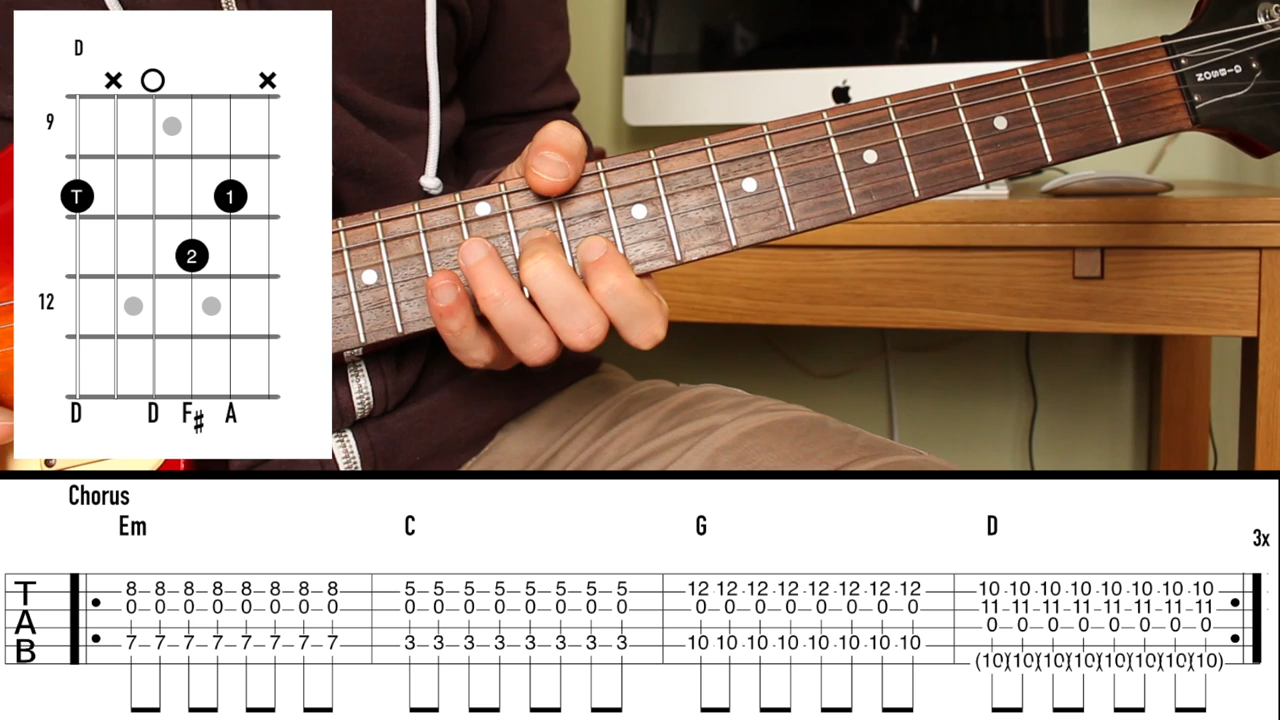 D
× ○ ×
9
T 1
2
12
D D F♯ A
GIBSON
Chorus
Em C G D 3x
T 8 8 8 8 8 8 8 8 5 5 5 5 5 5 5 5 12 12 12 12 12 12 12 12 10 10 10 10 10 10 10 10
0 0 0 0 0 0 0 0 0 0 0 0 0 0 0 0 0 0 0 0 0 0 0 0 11 11 11 11 11 11 11 11
A 0 0 0 0 0 0 0 0
B 7 7 7 7 7 7 7 7 3 3 3 3 3 3 3 3 10 10 10 10 10 10 10 10
(10)(10)(10)(10)(10)(10)(10)(10)